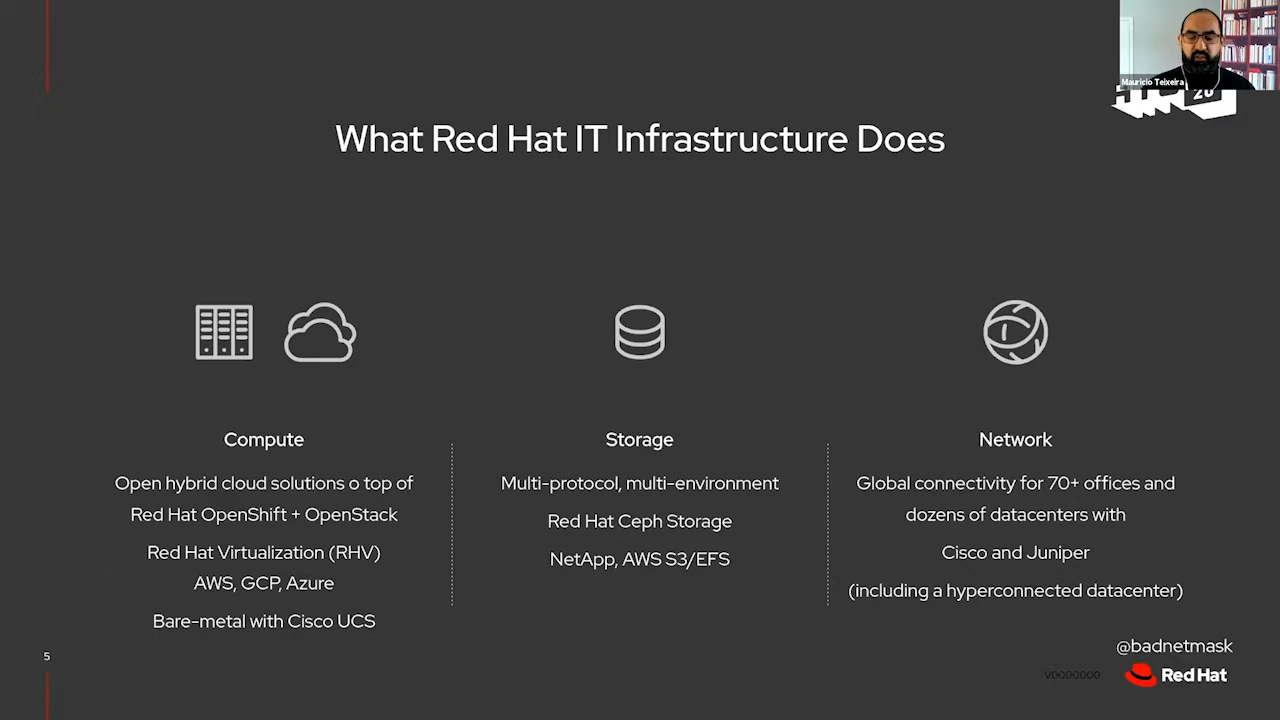 Mauricio Teixeira
20
What Red Hat IT Infrastructure Does
Compute
Open hybrid cloud solutions o top of
Red Hat OpenShift + OpenStack
Red Hat Virtualization (RHV)
AWS, GCP, Azure
Bare-metal with Cisco UCS
Storage
Multi-protocol, multi-environment
Red Hat Ceph Storage
NetApp, AWS S3/EFS
Network
Global connectivity for 70+ offices and
dozens of datacenters with
Cisco and Juniper
(including a hyperconnected datacenter)
@badnetmask
5
V0000000
Red Hat